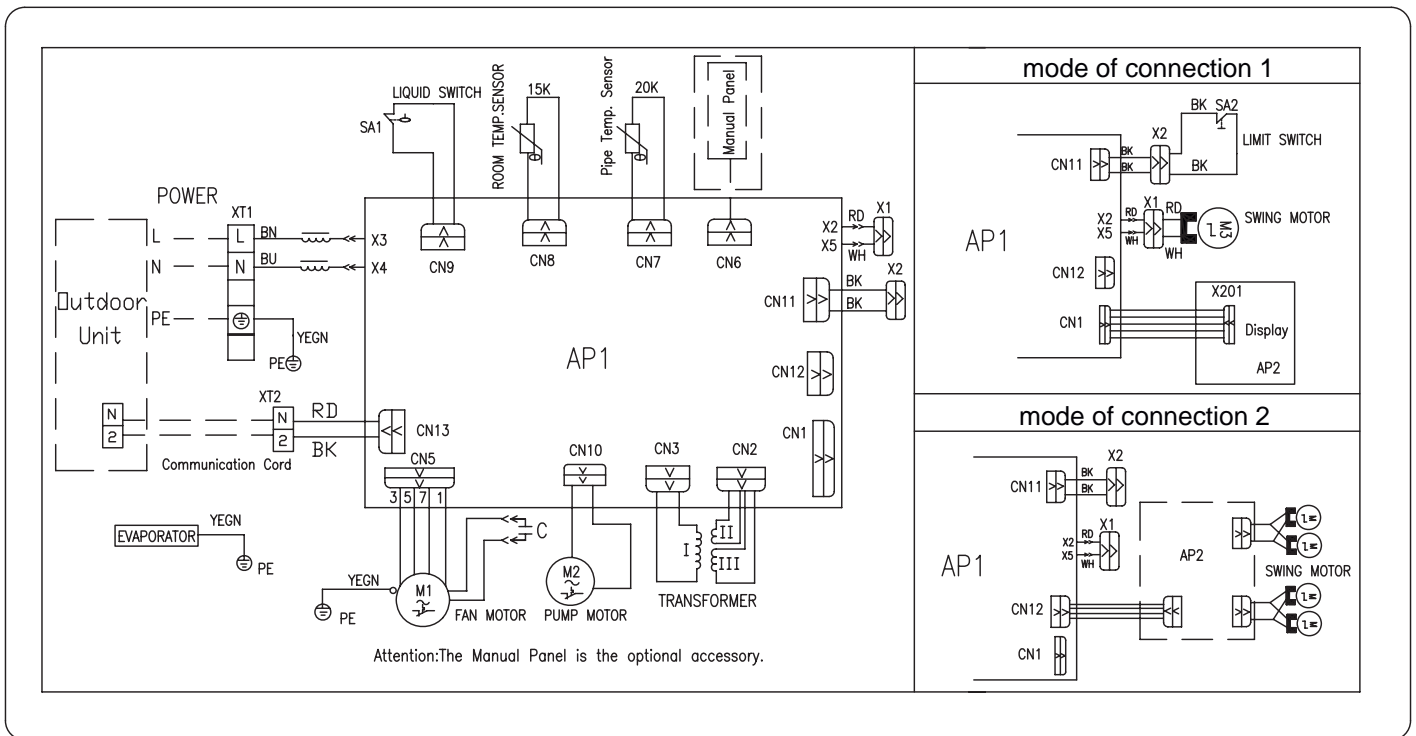 LIQUID SWITCH
SA1
ROOM TEMP.SENSOR
15K
Pipe Temp. Sensor
20K
Manual Panel
POWER
XT1
L
L
BN
X3
N
N
BU
X4
PE
YEGN
PE
Outdoor
Unit
CN9
CN8
CN7
CN6
X2
RD
X1
X5
WH
CN11
BK
BK
X2
AP1
CN12
CN1
N
2
XT2
N
2
RD
BK
CN13
Communication Cord
CN5
3 5 7 1
CN10
CN3
CN2
C
I
II
III
EVAPORATOR
YEGN
PE
YEGN
PE
M1
FAN MOTOR
M2
PUMP MOTOR
TRANSFORMER
Attention:The Manual Panel is the optional accessory.
mode of connection 1
AP1
CN11
BK
BK
X2
BK
SA2
BK
LIMIT SWITCH
X2
X5
RD
WH
X1
RD
WH
M3
SWING MOTOR
CN12
CN1
X201
Display
AP2
mode of connection 2
AP1
CN11
BK
BK
X2
X2
X5
RD
WH
X1
CN12
CN1
AP2
M
M
SWING MOTOR
M
M